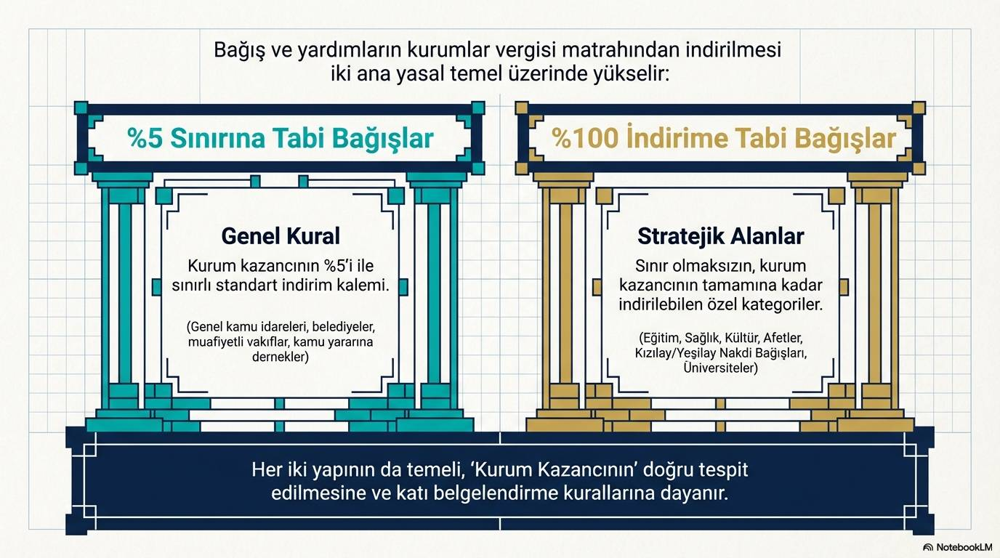 Bağış ve yardımların kurumlar vergisi matrahından indirilmesi
iki ana yasal temel üzerinde yükselir:
%5 Sınırına Tabi Bağışlar
Genel Kural
Kurum kazancının %5'i ile
sınırlı standart indirim kalemi.
(Genel kamu idareleri, belediyeler,
muafiyetli vakıflar, kamu yararına
dernekler)
%100 İndirime Tabi Bağışlar
Stratejik Alanlar
Sınır olmaksızın, kurum
kazancının tamamına kadar
indirilebilen özel kategoriler.
(Eğitim, Sağlık, Kültür, Afetler,
Kızılay/Yeşilay Nakdi Bağışları,
Üniversiteler)
Her iki yapının da temeli, ‘Kurum Kazancının’ doğru tespit
edilmesine ve katı belgelendirme kurallarına dayanır.
NotebookLM